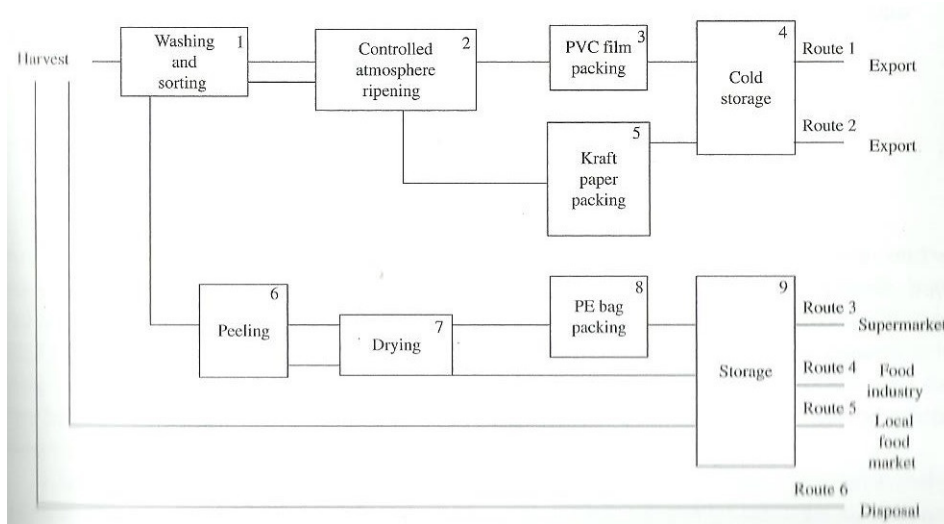 Harvest
Washing 1
and
sorting
Controlled 2
atmosphere
ripening
PVC film 3
packing
4
Cold
storage
Route 1
Export
Route 2
Export
5
Kraft
paper
packing
6
Peeling
7
Drying
8
PE bag
packing
9
Storage
Route 3
Supermarket
Route 4
Food
industry
Route 5
Local
food
market
Route 6
Disposal